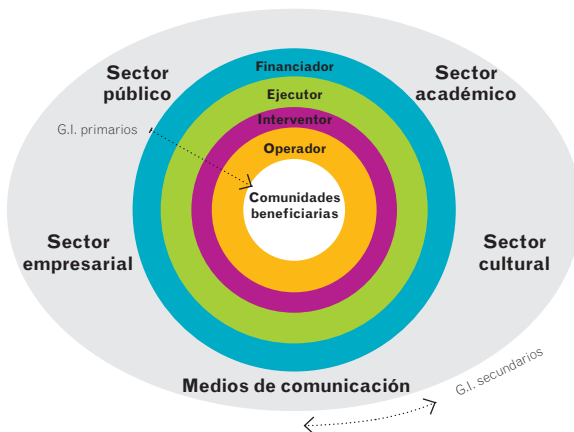 Financiador
Sector
público
Sector
académico
Ejecutor
Interventor
G.I. primarios
Operador
Comunidades
beneficiarias
Sector
empresarial
Sector
cultural
Medios de comunicación
G.I. secundarios